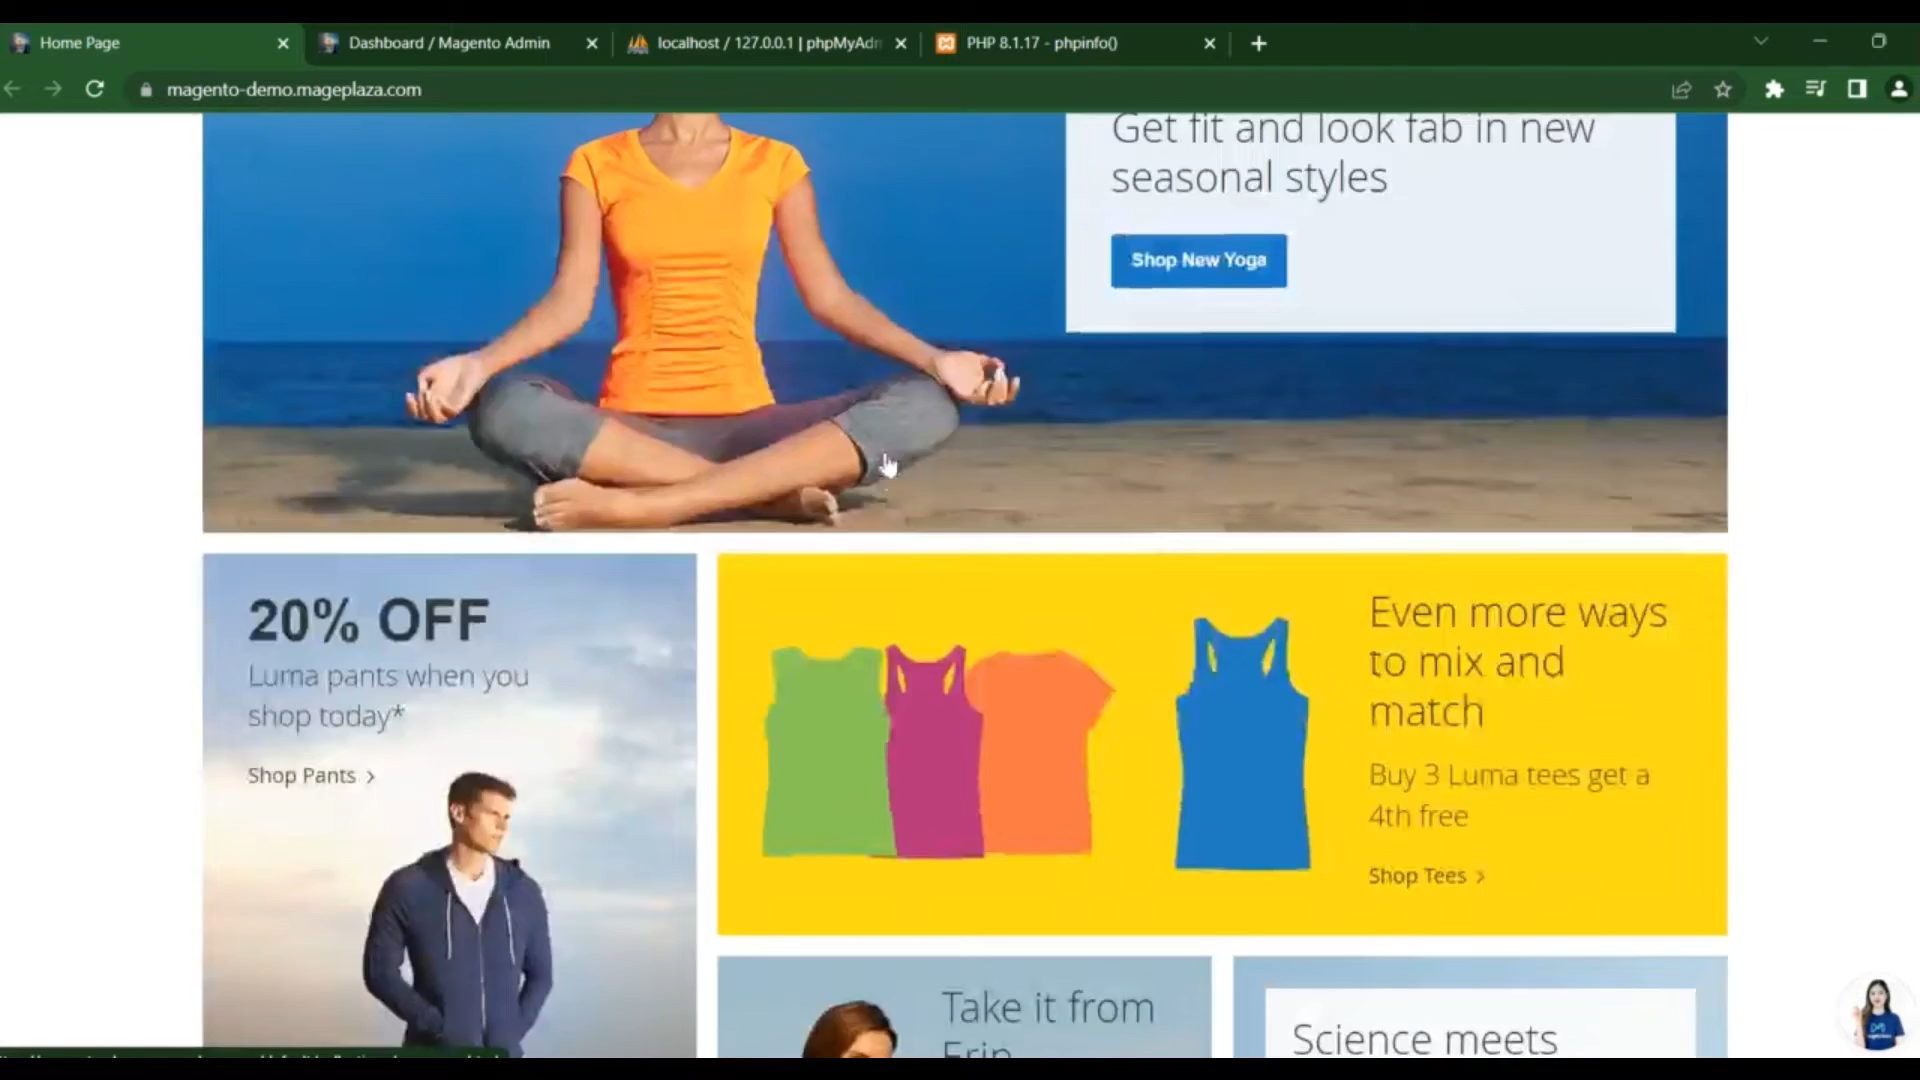 Home Page
Dashboard / Magento Admin
localhost / 127.0.0.1 | phpMyAdm
PHP 8.1.17 - phpinfo()
magento-demo.mageplaza.com
Get fit and look fab in new
seasonal styles
Shop New Yoga
20% OFF
Luma pants when you
shop today*
Shop Pants >
Even more ways
to mix and
match
Buy 3 Luma tees get a
4th free
Shop Tees >
Take it from
Erin
Science meets